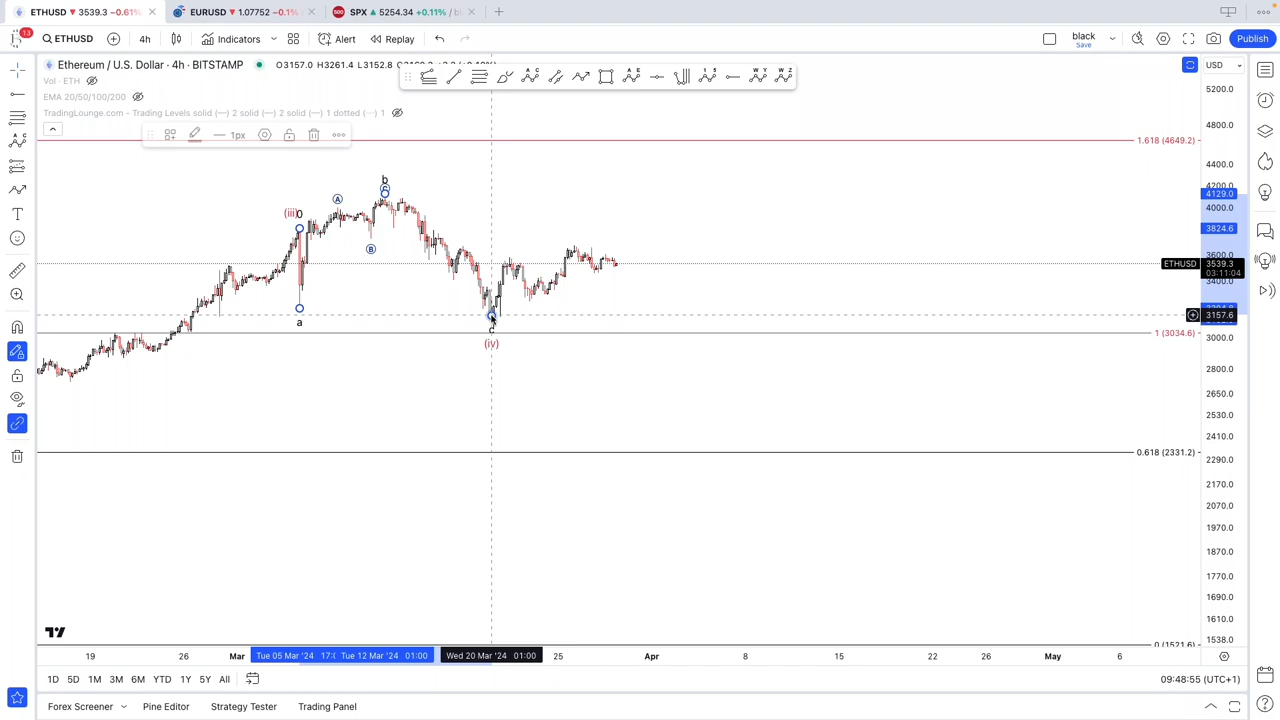 ETHUSD ▼ 3539.3 −0.61%
EURUSD ▼ 1.07752 −0.1%
SPX ▲ 5254.34 +0.11% / bl
13
ETHUSD
4h
Indicators
Alert
Replay
black
Save
Publish
Ethereum / U.S. Dollar · 4h · BITSTAMP
O3157.0 H3261.4 L3152.8
USD
Vol · ETH
EMA 20/50/100/200
TradingLounge.com - Trading Levels solid (—) 2 solid (—) 2 solid (—) 1 dotted (···) 1
1px
5200.0
4800.0
1.618 (4649.2)
4400.0
4200.0
4129.0
4000.0
3824.6
3600.0
ETHUSD
3539.3
03:11:04
3400.0
3157.6
1 (3034.6)
3000.0
2800.0
2650.0
2530.0
0.618 (2331.2)
2410.0
2290.0
2170.0
2070.0
1970.0
1870.0
1770.0
1690.0
1610.0
1538.0
0 (1521.6)
b
A
(iii)
0
B
a
c
(iv)
19
26
Mar
Tue 05 Mar '24 17:(
Tue 12 Mar '24 01:00
Wed 20 Mar '24 01:00
25
Apr
8
15
22
26
May
6
1D
5D
1M
3M
6M
YTD
1Y
5Y
All
09:48:55 (UTC+1)
Forex Screener
Pine Editor
Strategy Tester
Trading Panel